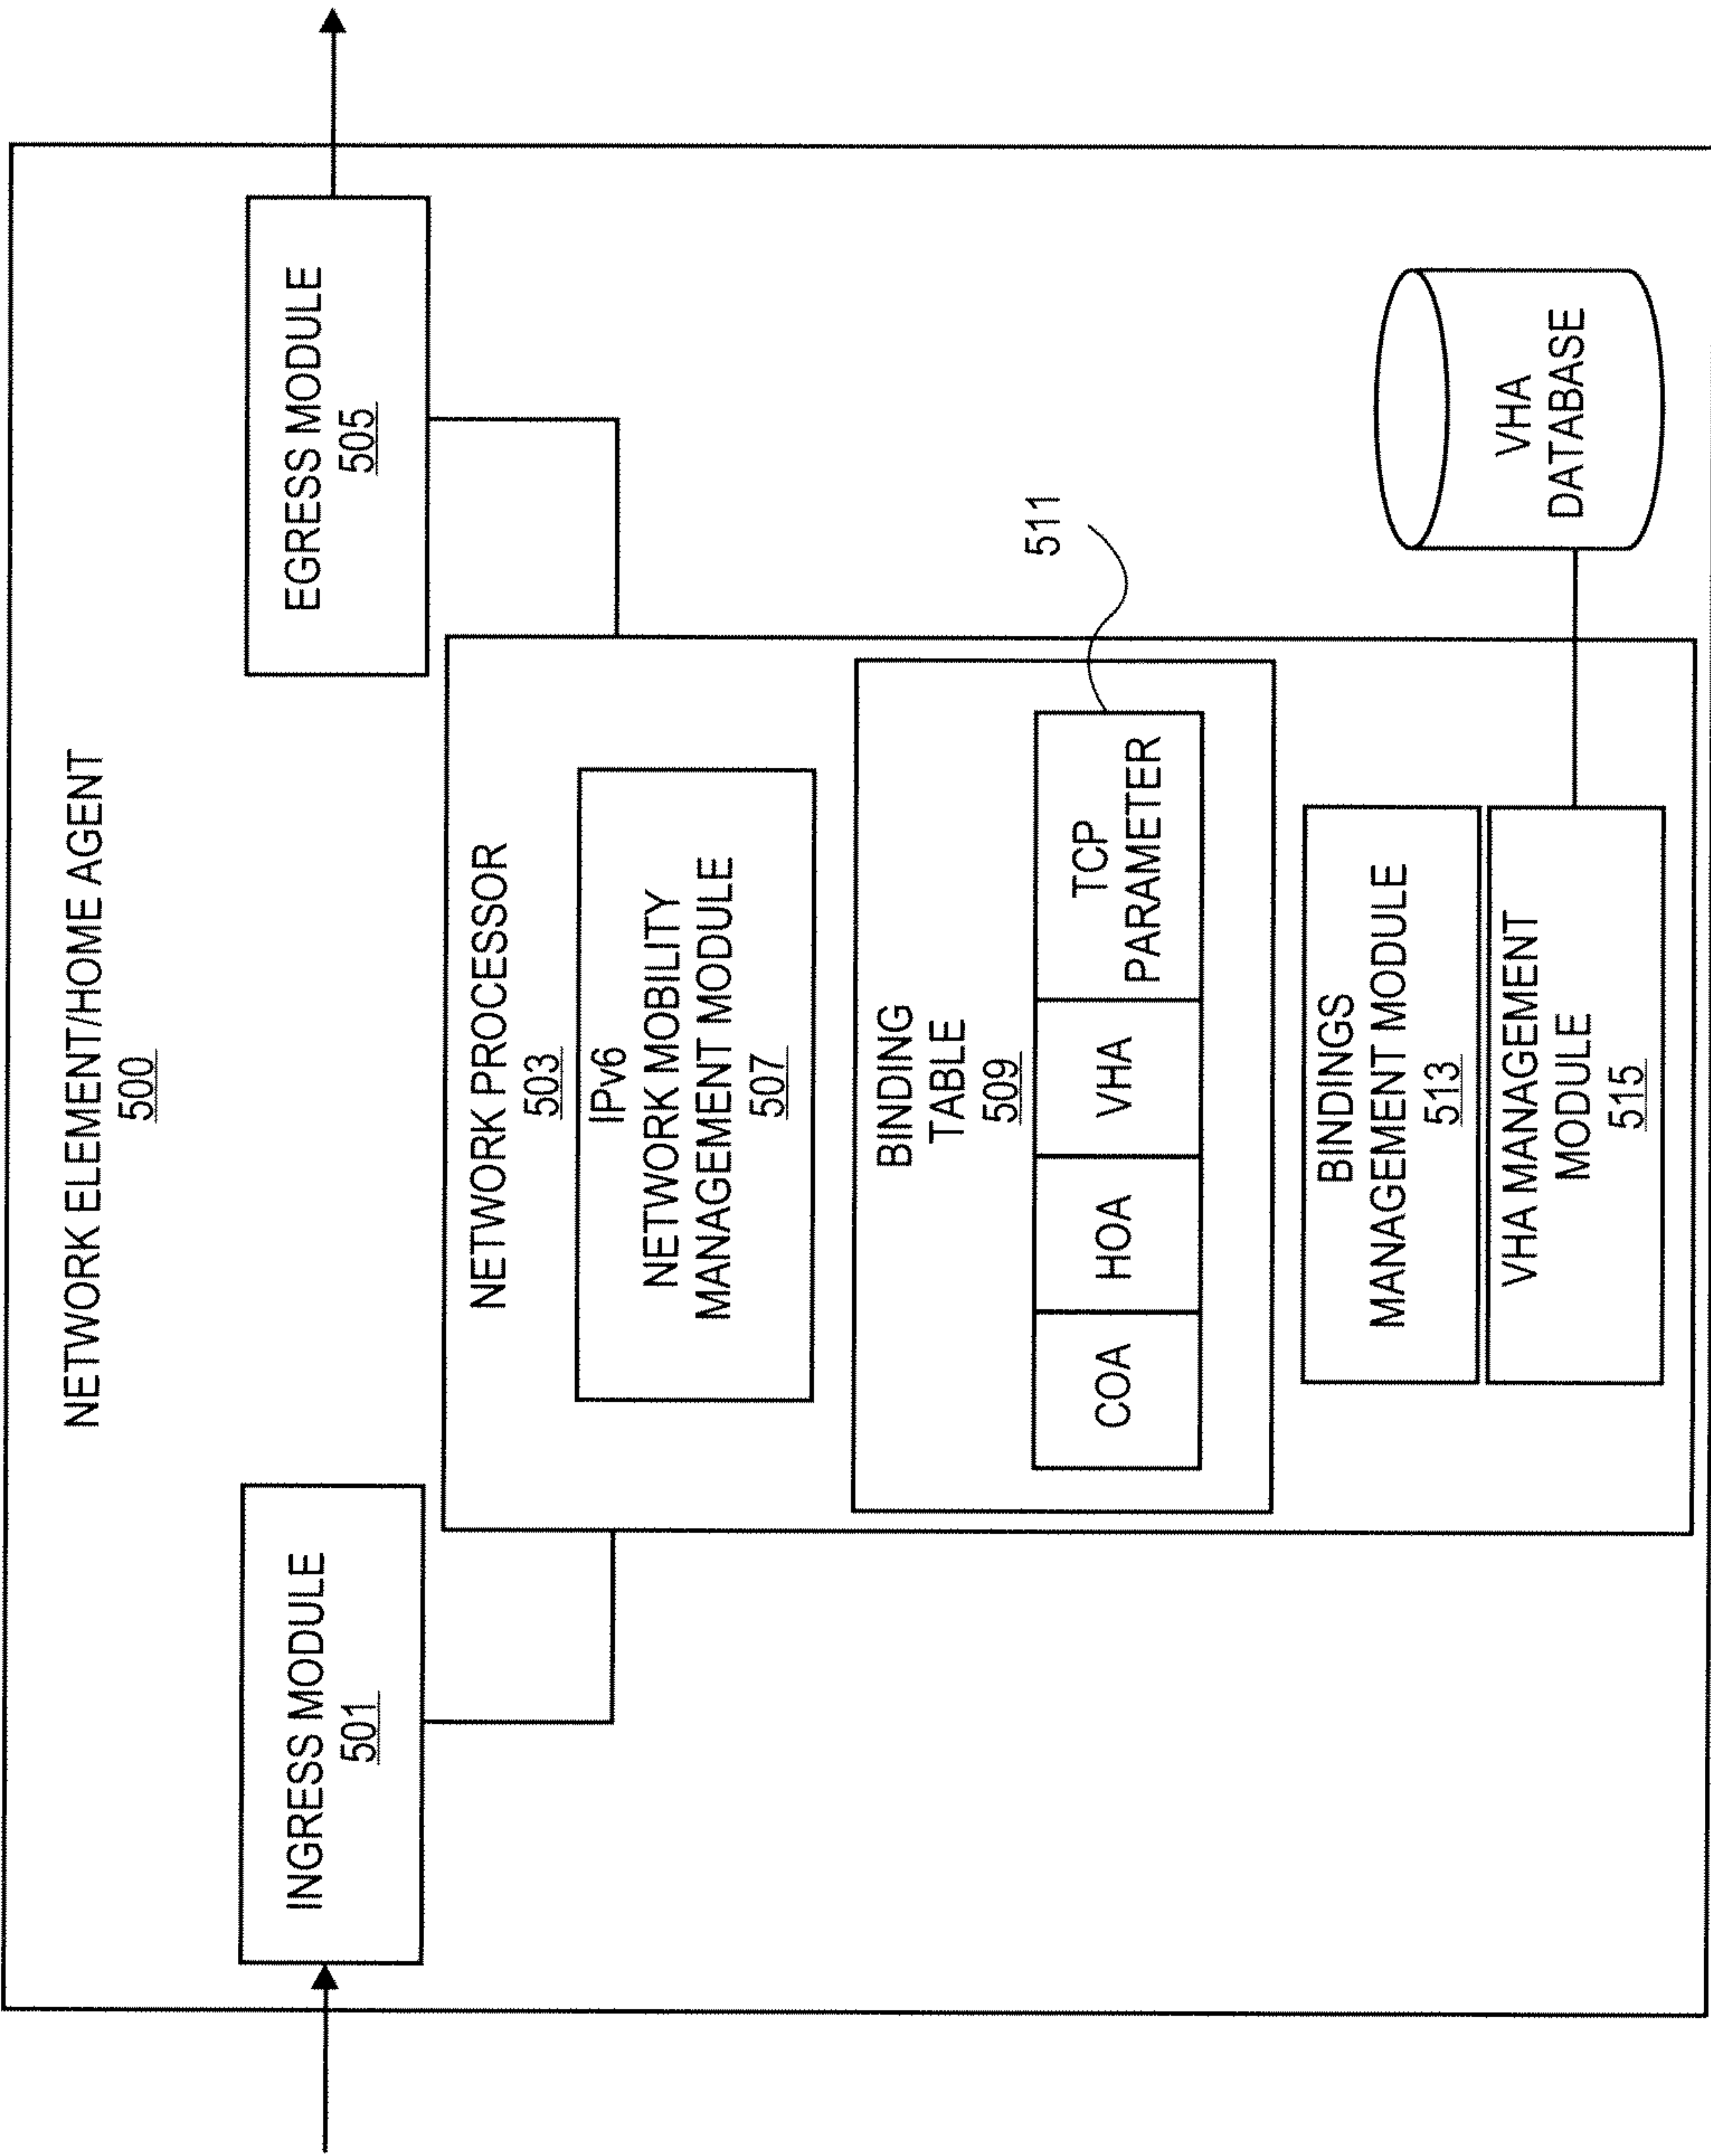 NETWORK ELEMENT/HOME AGENT
500
INGRESS MODULE
501
EGRESS MODULE
505
NETWORK PROCESSOR
503
IPv6
NETWORK MOBILITY
MANAGEMENT MODULE
507
BINDING
TABLE
509
511
COA
HOA
VHA
TCP
PARAMETER
BINDINGS
MANAGEMENT MODULE
513
VHA MANAGEMENT
MODULE
515
VHA
DATABASE